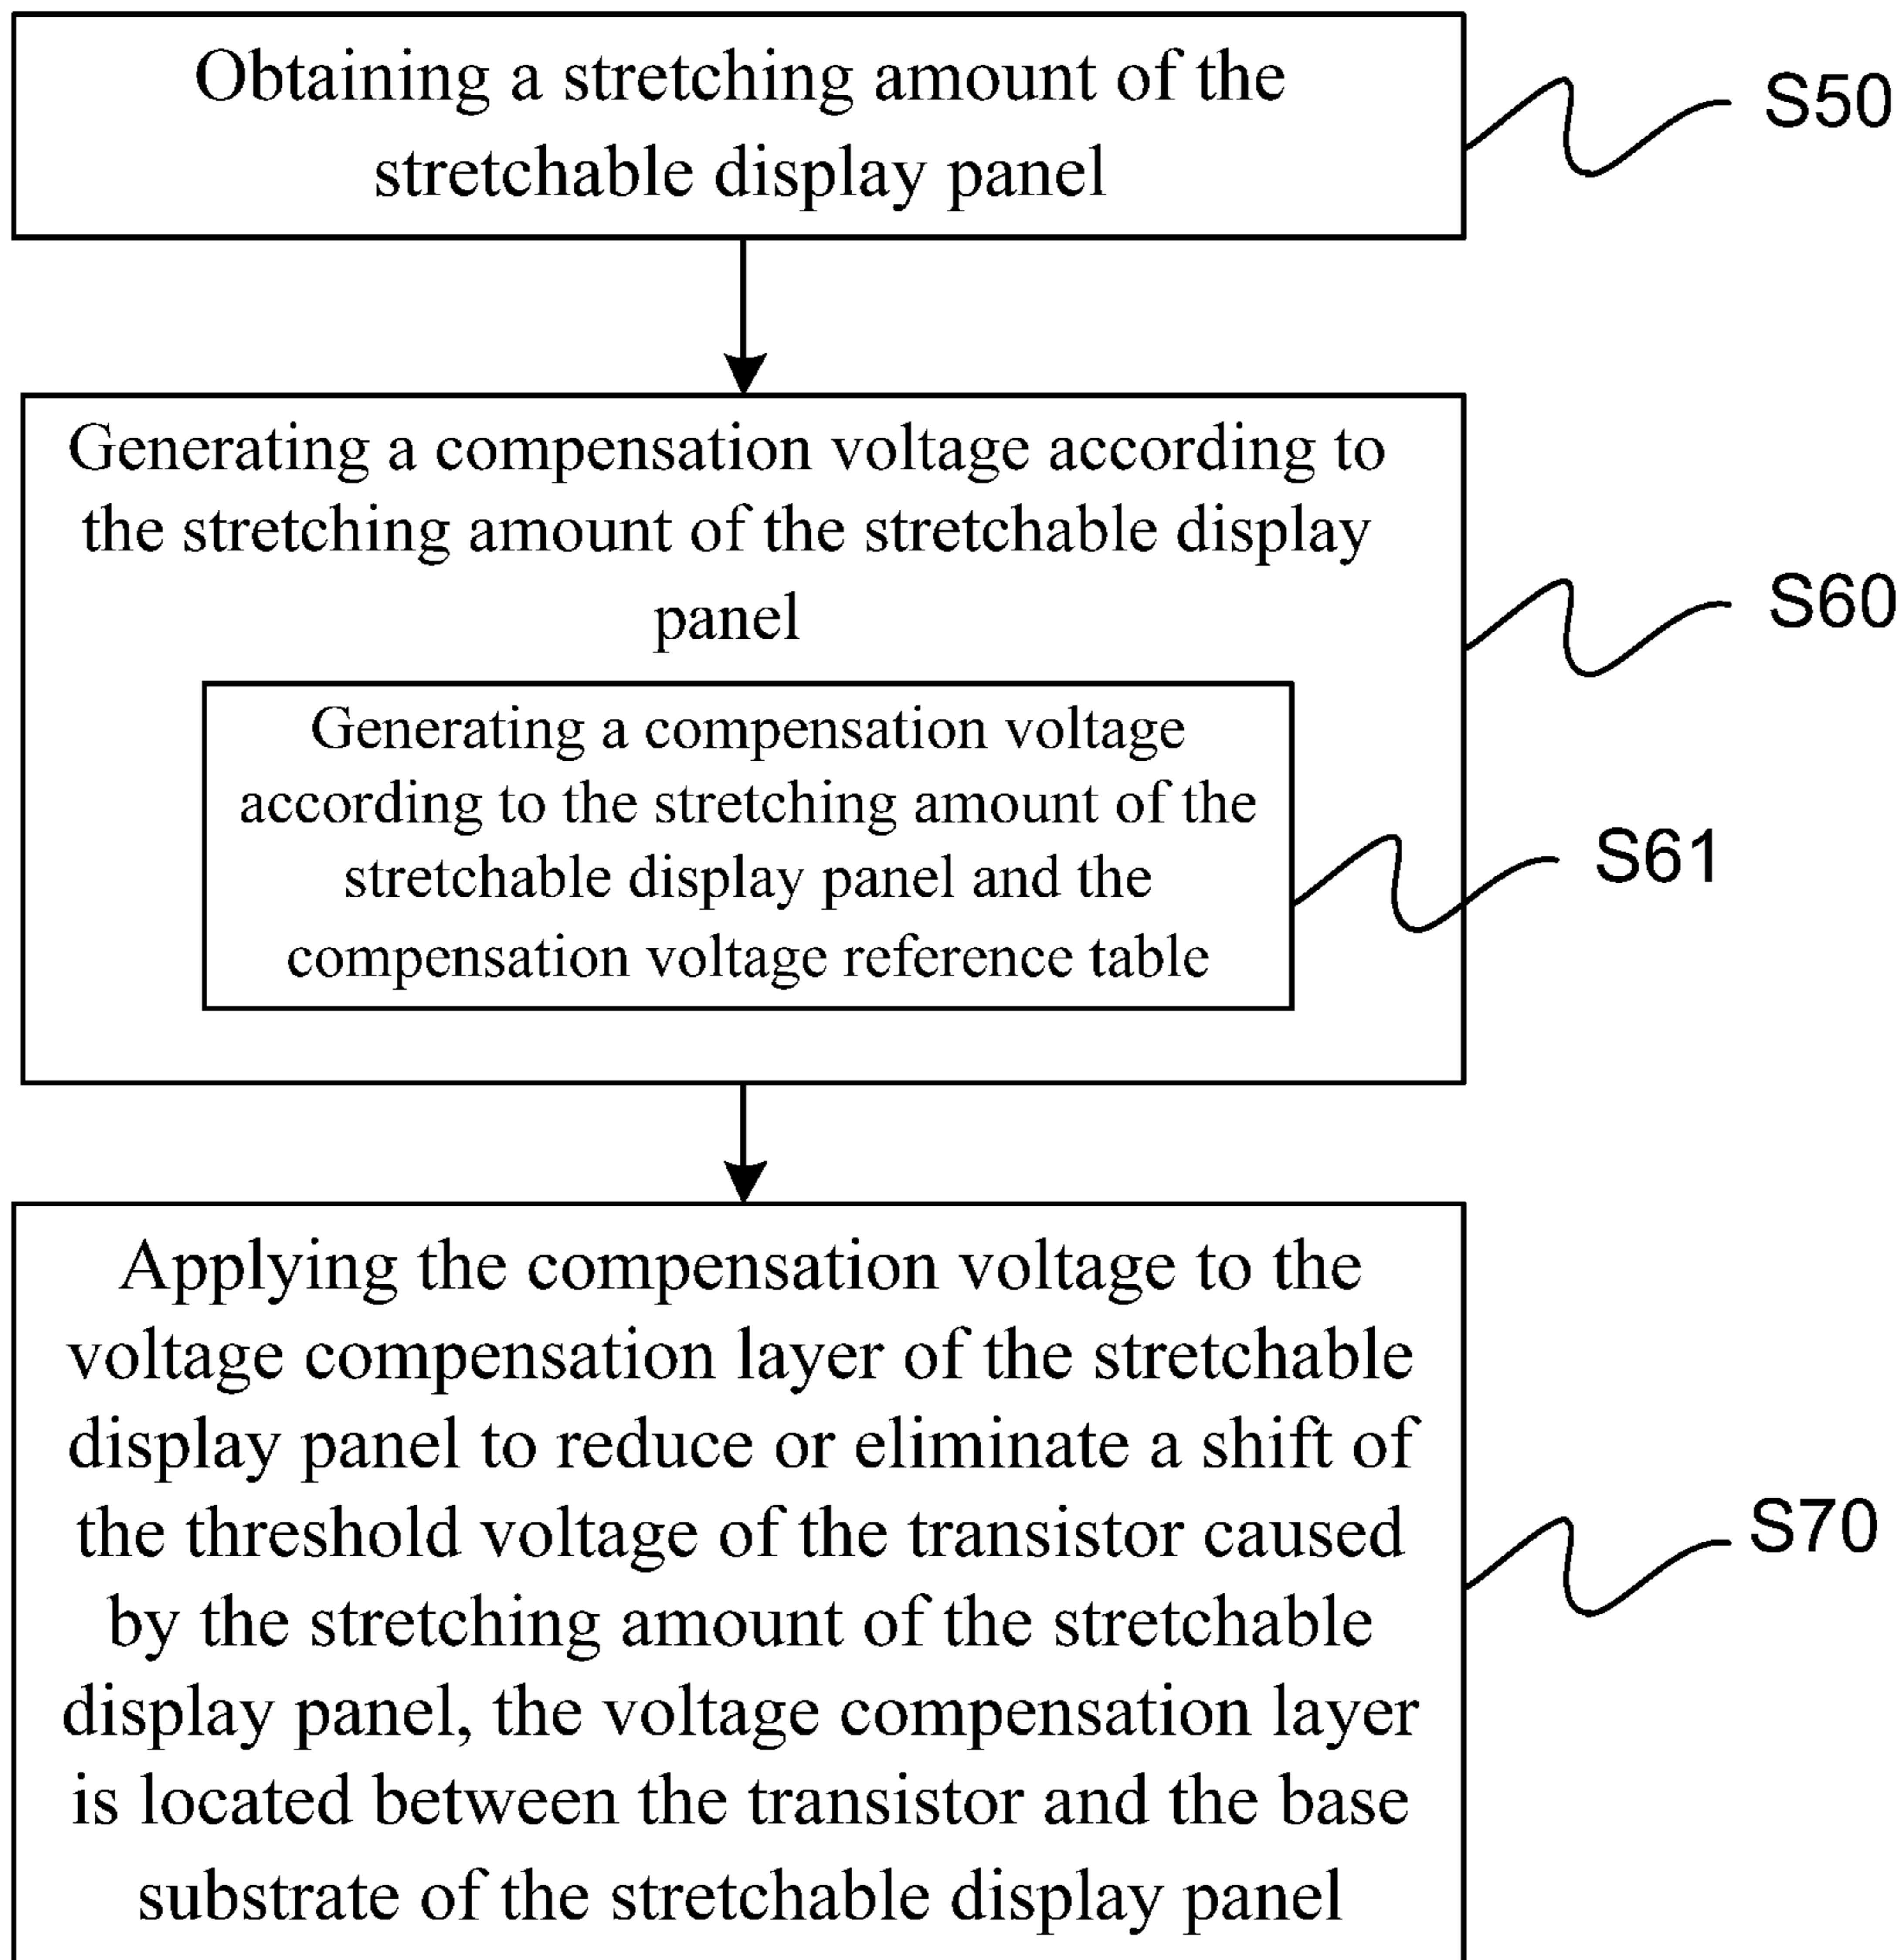 Obtaining a stretching amount of the
stretchable display panel
S50
Generating a compensation voltage according to
the stretching amount of the stretchable display
panel
S60
Generating a compensation voltage
according to the stretching amount of the
stretchable display panel and the
compensation voltage reference table
S61
Applying the compensation voltage to the
voltage compensation layer of the stretchable
display panel to reduce or eliminate a shift of
the threshold voltage of the transistor caused
by the stretching amount of the stretchable
display panel, the voltage compensation layer
is located between the transistor and the base
substrate of the stretchable display panel
S70